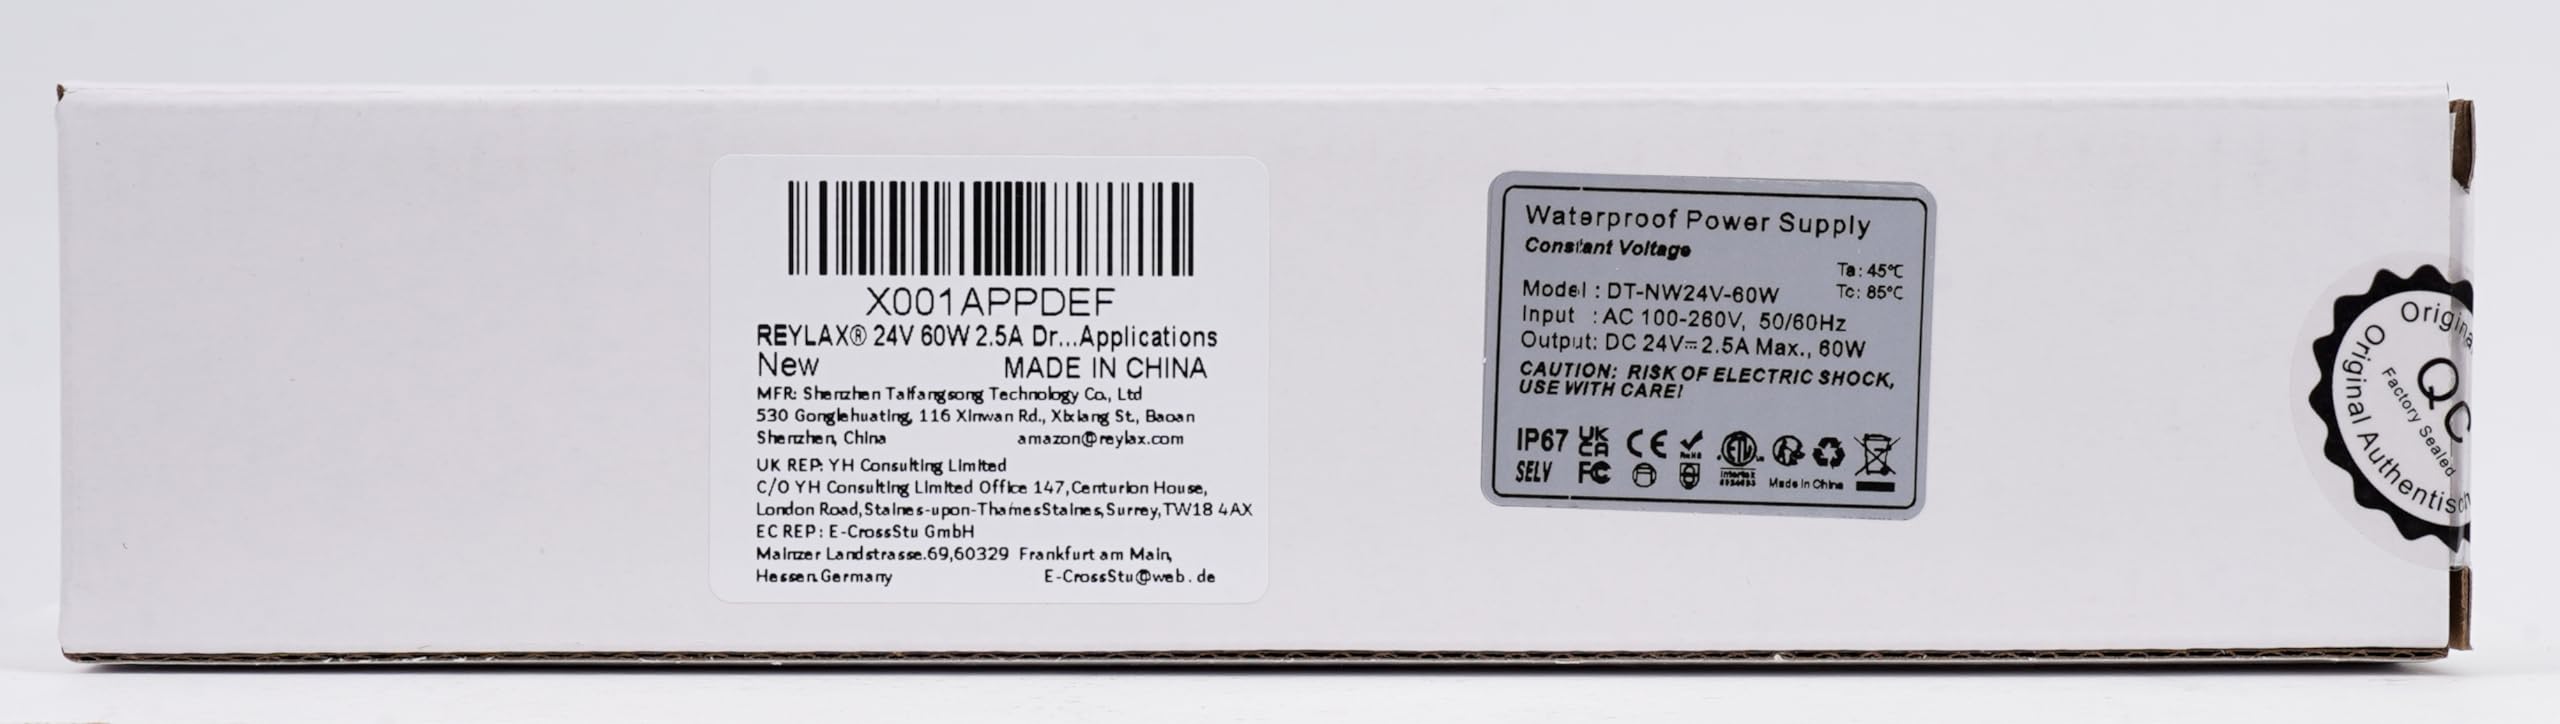 X001APPDEF
REYLAX® 24V 60W 2.5A Dr...Applications
New MADE IN CHINA
MFR: Shenzhen Taifangsong Technology Co., Ltd
530 Gonglehuating, 116 Xinwan Rd., Xixiang St., Baoan
Shenzhen, China amazon@reylax.com
UK REP: YH Consulting Limited
C/O YH Consulting Limited Office 147,Centurion House,
London Road,Staines-upon-ThamesStaines,Surrey,TW18 4AX
EC REP: E-CrossStu GmbH
Mainzer Landstrasse.69,60329 Frankfurt am Main,
Hessen.Germany E-CrossStu@web.de
Waterproof Power Supply
Constant Voltage
Ta: 45℃
Model : DT-NW24V-60W Tc: 85℃
Input : AC 100-260V, 50/60Hz
Output: DC 24V⎓2.5A Max., 60W
CAUTION: RISK OF ELECTRIC SHOCK,
USE WITH CARE!
IP67 UK CA CE RoHS ETL
SELV FC Intertek Made in China
Original
QC
Factory Sealed
Original Authentisch